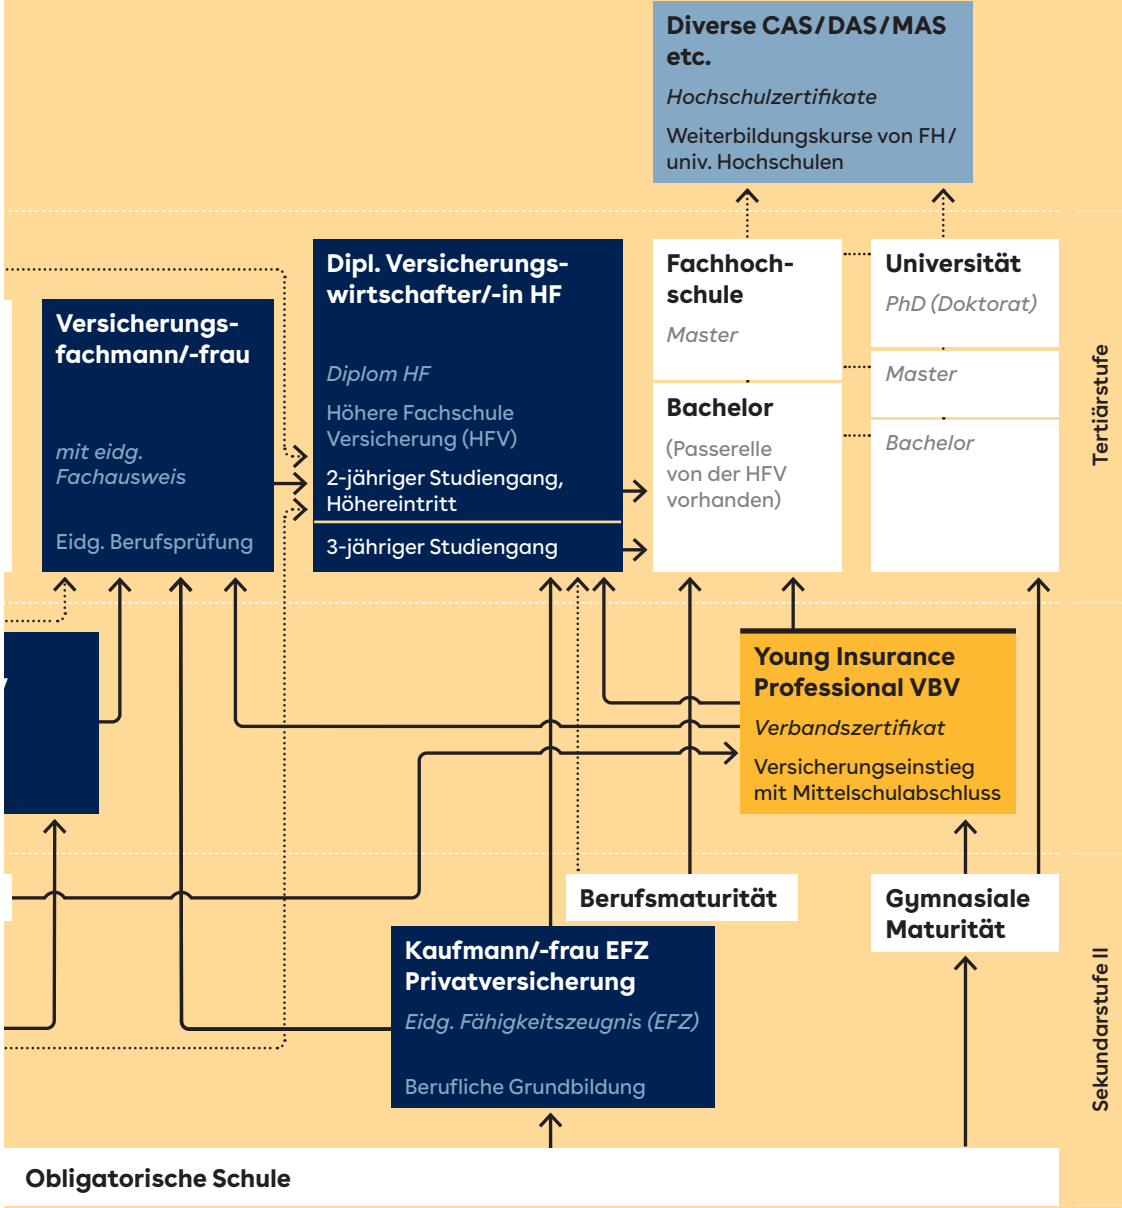 Diverse CAS/DAS/MAS
etc.
Hochschulzertifikate
Weiterbildungskurse von FH/
univ. Hochschulen
Versicherungs-
fachmann/-frau
mit eidg.
Fachausweis
Eidg. Berufsprüfung
Dipl. Versicherungs-
wirtschafter/-in HF
Diplom HF
Höhere Fachschule
Versicherung (HFV)
2-jähriger Studiengang,
Höhereintritt
3-jähriger Studiengang
Fachhoch-
schule
Master
Bachelor
(Passerelle
von der HFV
vorhanden)
Universität
PhD (Doktorat)
Master
Bachelor
Tertiärstufe
Young Insurance
Professional VBV
Verbandszertifikat
Versicherungseinstieg
mit Mittelschulabschluss
Berufsmaturität
Gymnasiale
Maturität
Kaufmann/-frau EFZ
Privatversicherung
Eidg. Fähigkeitszeugnis (EFZ)
Berufliche Grundbildung
Sekundarstufe II
Obligatorische Schule